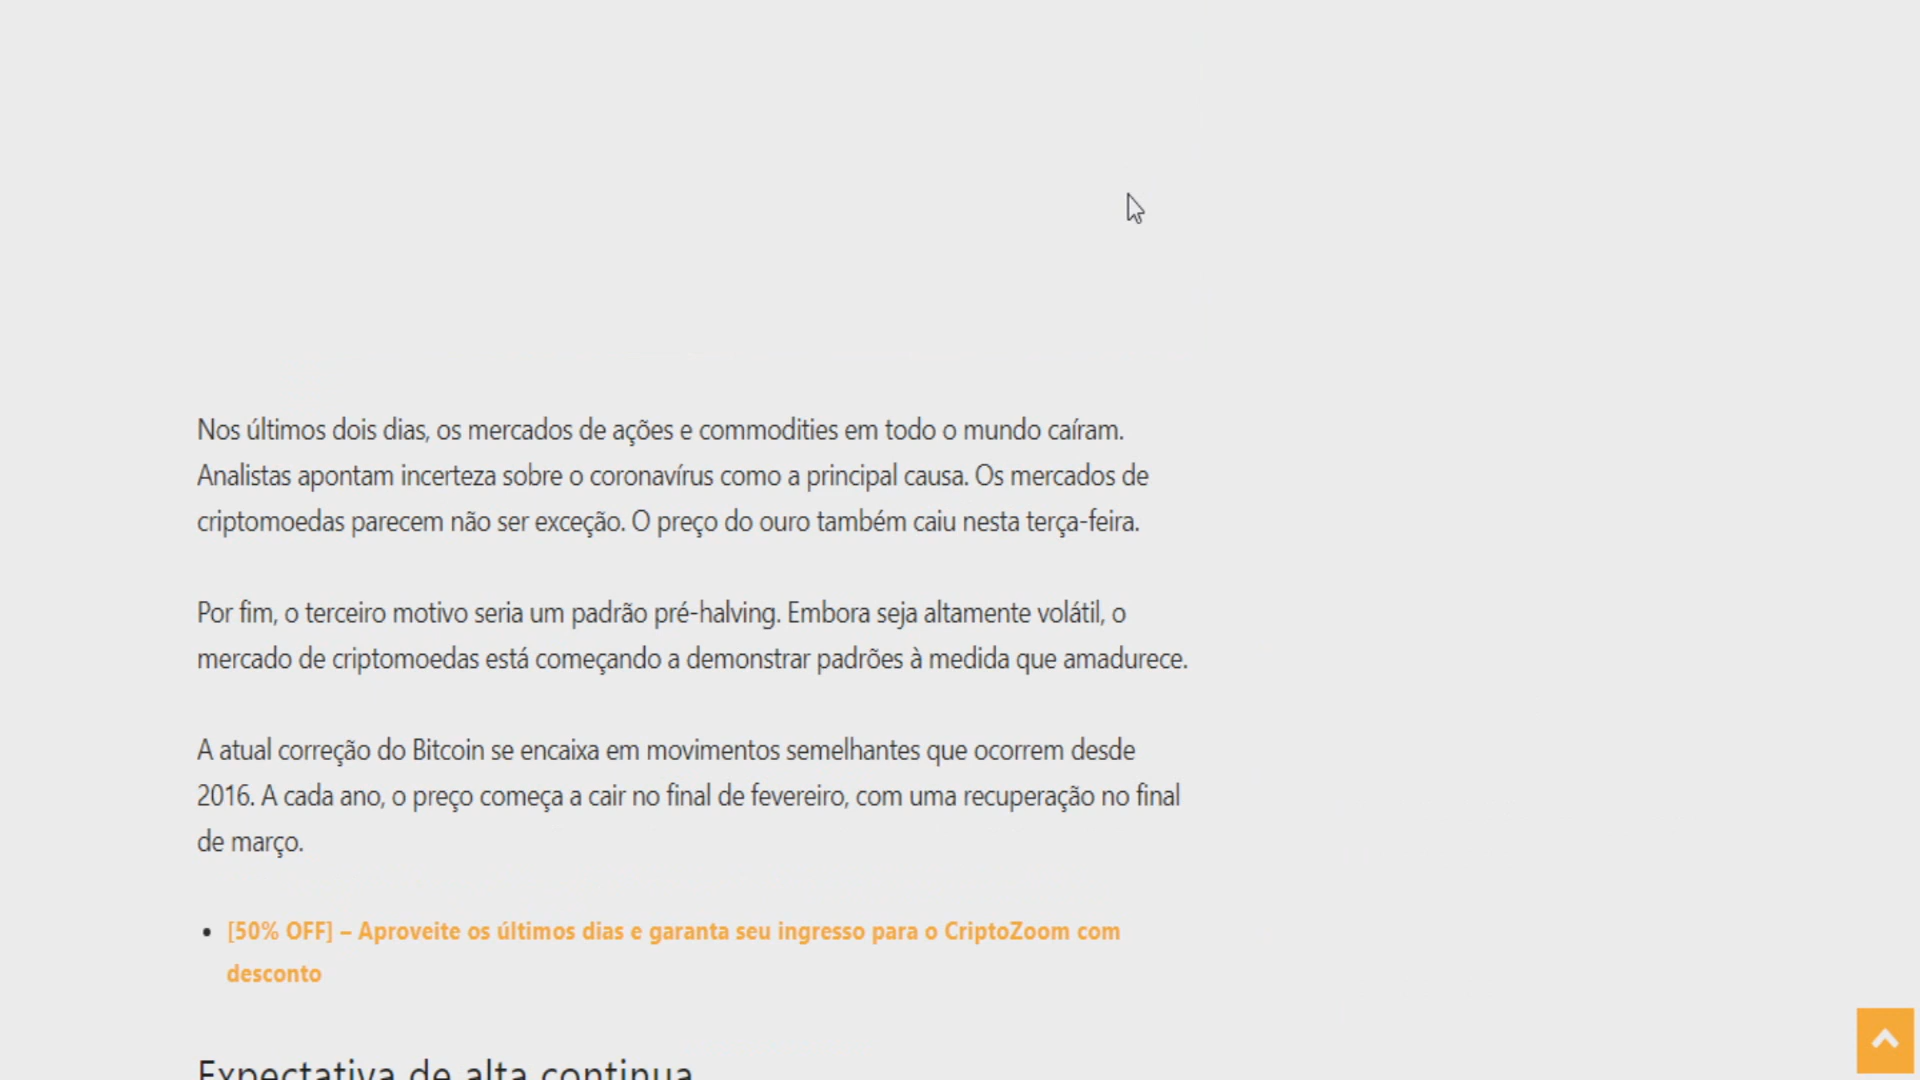 Nos últimos dois dias, os mercados de ações e commodities em todo o mundo caíram.
Analistas apontam incerteza sobre o coronavírus como a principal causa. Os mercados de
criptomoedas parecem não ser exceção. O preço do ouro também caiu nesta terça-feira.
Por fim, o terceiro motivo seria um padrão pré-halving. Embora seja altamente volátil, o
mercado de criptomoedas está começando a demonstrar padrões à medida que amadurece.
A atual correção do Bitcoin se encaixa em movimentos semelhantes que ocorrem desde
2016. A cada ano, o preço começa a cair no final de fevereiro, com uma recuperação no final
de março.
• [50% OFF] – Aproveite os últimos dias e garanta seu ingresso para o CriptoZoom com
desconto
Expectativa de alta continua